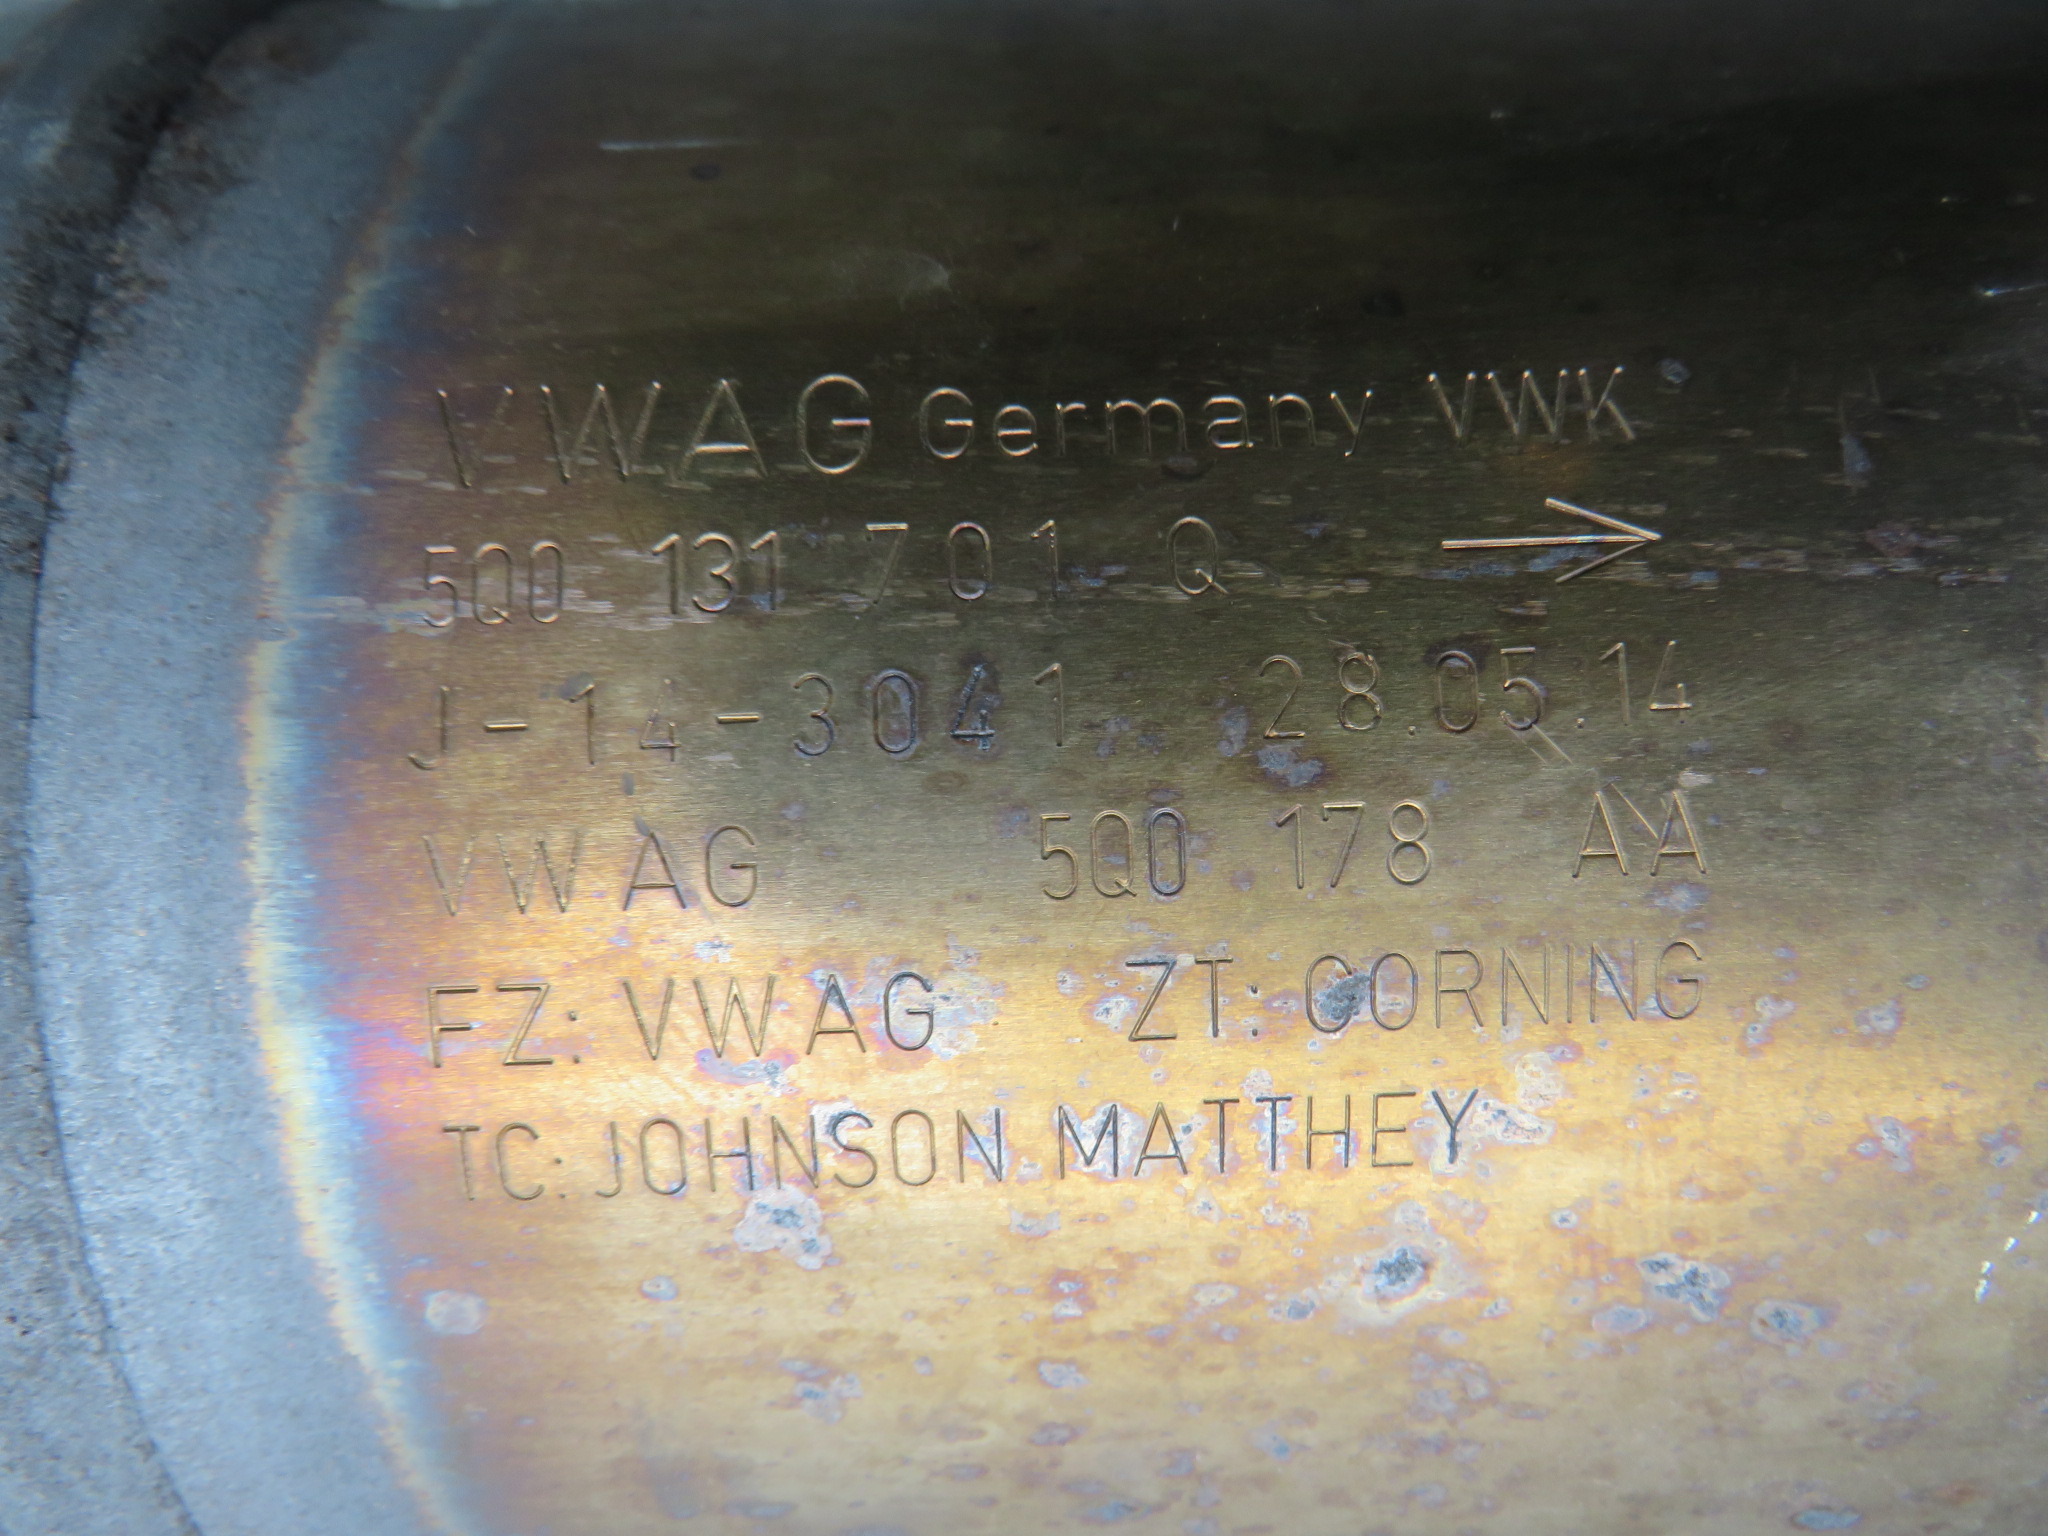 VWAG Germany VWK
5Q0 131 701 Q →
J-14-3041 28.05.14
VWAG 5Q0 178 AA
FZ: VWAG ZT: CORNING
TC: JOHNSON MATTHEY